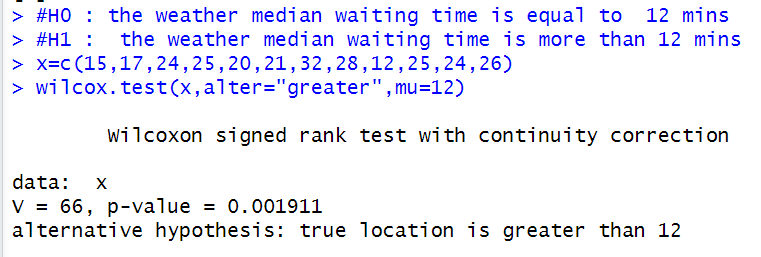 > #H0 : the weather median waiting time is equal to  12 mins
> #H1 :  the weather median waiting time is more than 12 mins
> x=c(15,17,24,25,20,21,32,28,12,25,24,26)
> wilcox.test(x,alter="greater",mu=12)
Wilcoxon signed rank test with continuity correction
data:  x
V = 66, p-value = 0.001911
alternative hypothesis: true location is greater than 12